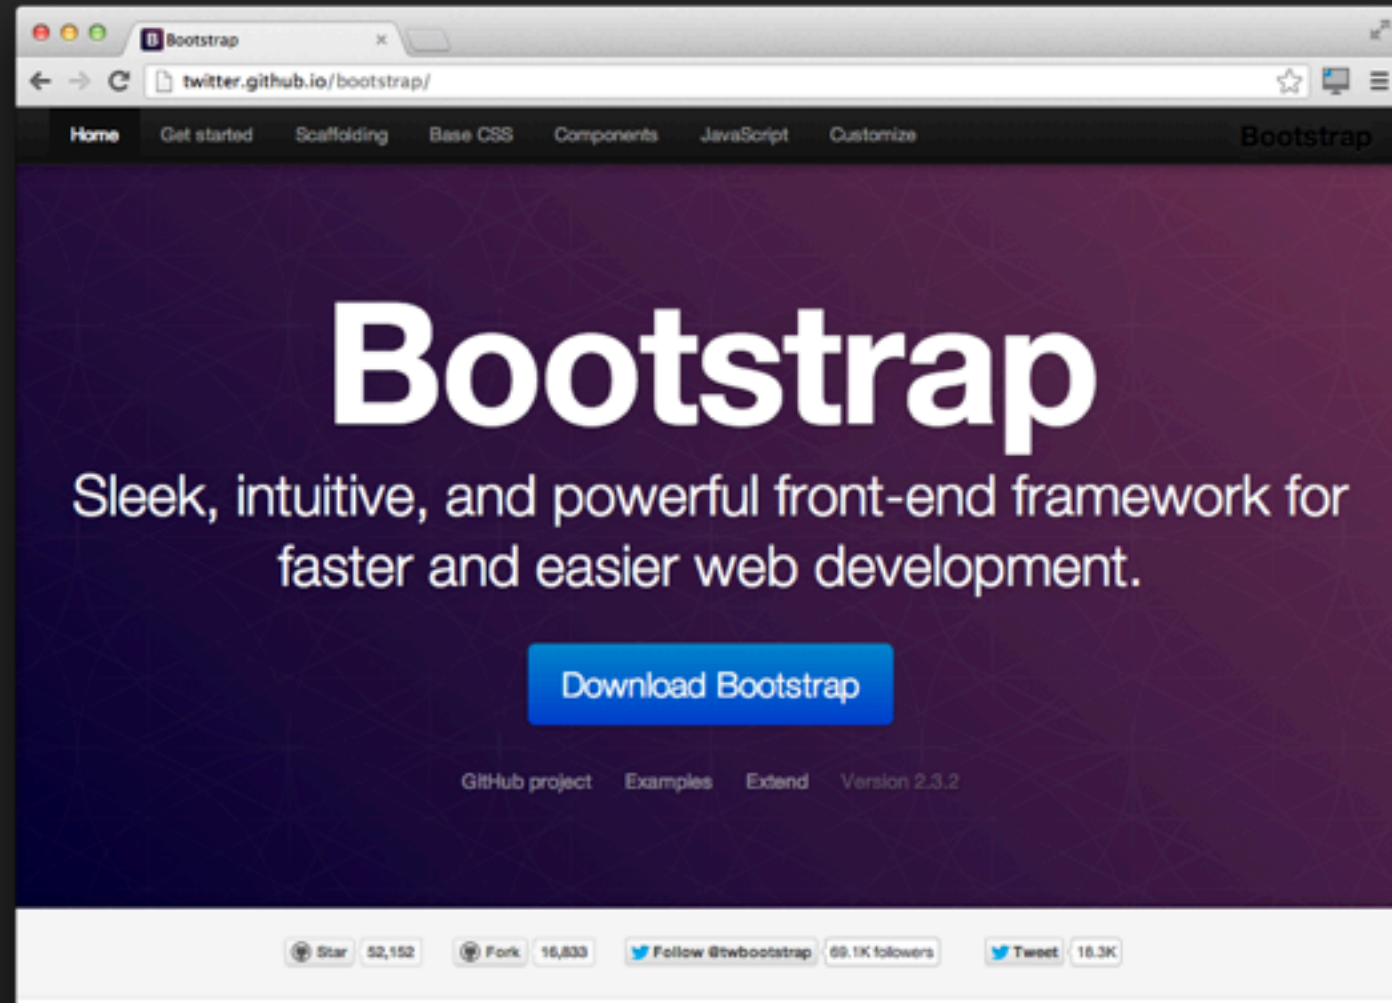 Bootstrap
twitter.github.io/bootstrap/
Home Get started Scaffolding Base CSS Components JavaScript Customize Bootstrap
Bootstrap
Sleek, intuitive, and powerful front-end framework for
faster and easier web development.
Download Bootstrap
GitHub project Examples Extend Version 2.3.2
Star 52,152 Fork 16,833 Follow @twbootstrap 69.1K followers Tweet 16.3K